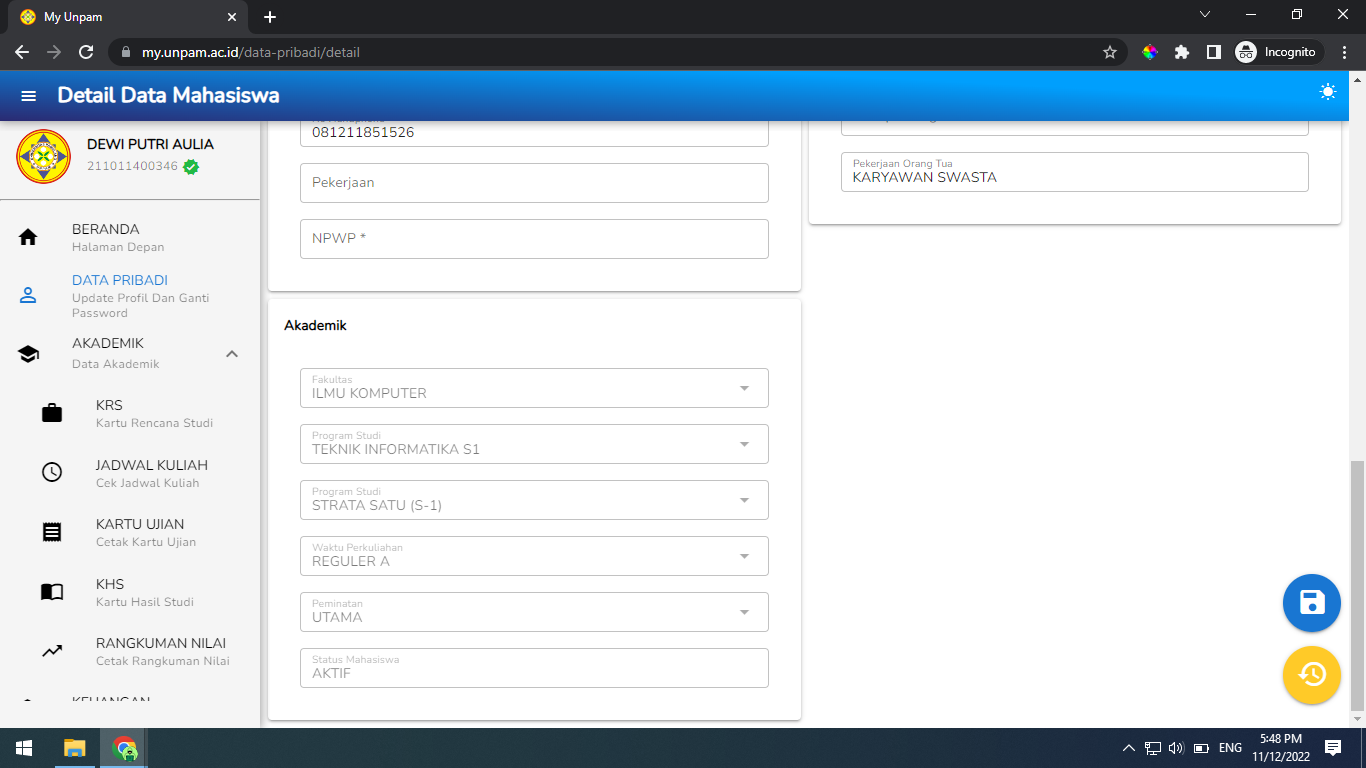 My Unpam
my.unpam.ac.id/data-pribadi/detail
Incognito
Detail Data Mahasiswa
DEWI PUTRI AULIA
211011400346
BERANDA
Halaman Depan
DATA PRIBADI
Update Profil Dan Ganti
Password
AKADEMIK
Data Akademik
KRS
Kartu Rencana Studi
JADWAL KULIAH
Cek Jadwal Kuliah
KARTU UJIAN
Cetak Kartu Ujian
KHS
Kartu Hasil Studi
RANGKUMAN NILAI
Cetak Rangkuman Nilai
KEUANGAN
081211851526
Pekerjaan
NPWP *
Akademik
Fakultas
ILMU KOMPUTER
Program Studi
TEKNIK INFORMATIKA S1
Program Studi
STRATA SATU (S-1)
Waktu Perkuliahan
REGULER A
Peminatan
UTAMA
Status Mahasiswa
AKTIF
Pekerjaan Orang Tua
KARYAWAN SWASTA
ENG
5:48 PM
11/12/2022